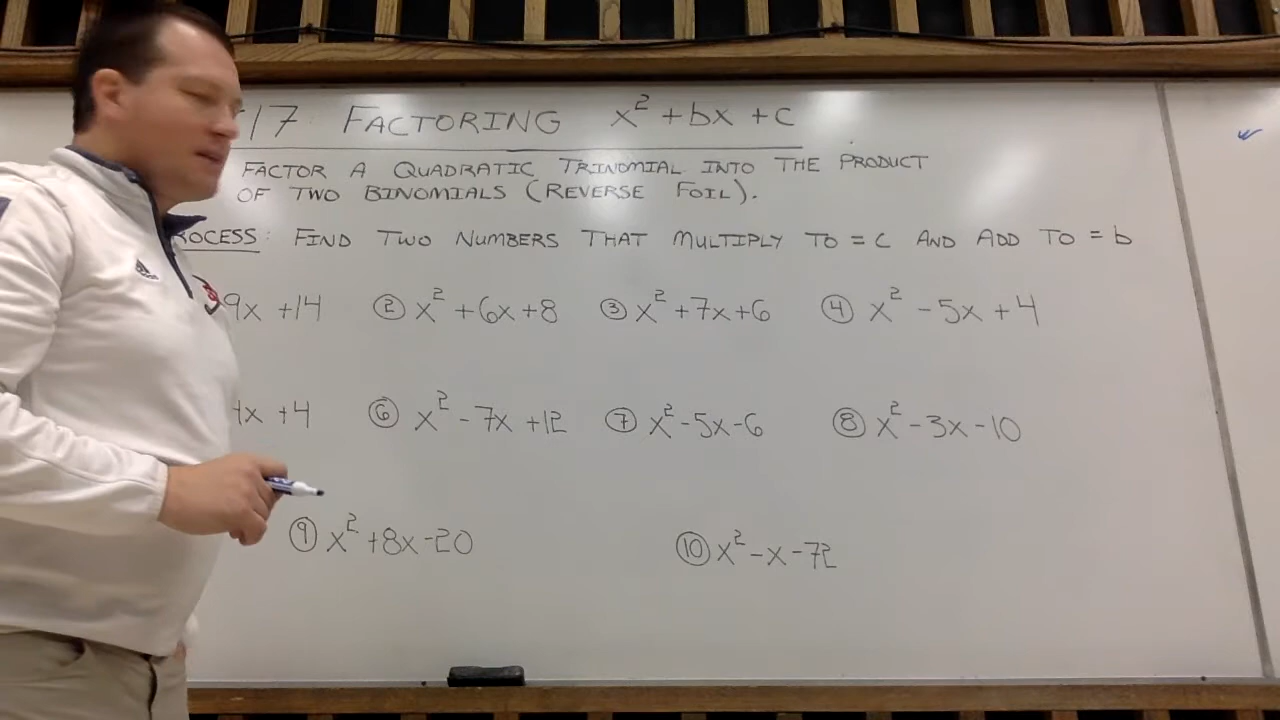 17 FACTORING x² + bx + c
FACTOR A QUADRATIC TRINOMIAL INTO THE PRODUCT
OF TWO BINOMIALS (REVERSE FOIL).
ROCESS: FIND TWO NUMBERS THAT MULTIPLY TO = C AND ADD TO = b
9x + 14 ② x² + 6x + 8 ③ x² + 7x + 6 ④ x² - 5x + 4
x + 4 ⑥ x² - 7x + 12 ⑦ x² - 5x - 6 ⑧ x² - 3x - 10
⑨ x² + 8x - 20 ⑩ x² - x - 72